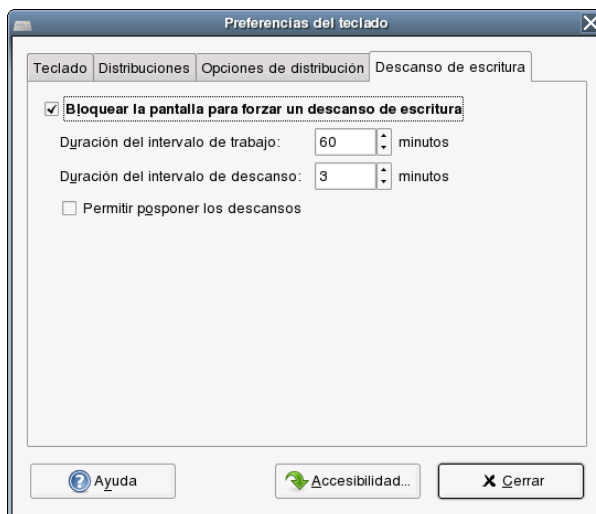 Preferencias del teclado
Teclado Distribuciones Opciones de distribución Descanso de escritura
Bloquear la pantalla para forzar un descanso de escritura
Duración del intervalo de trabajo: 60 minutos
Duración del intervalo de descanso: 3 minutos
Permitir posponer los descansos
Ayuda Accesibilidad... Cerrar